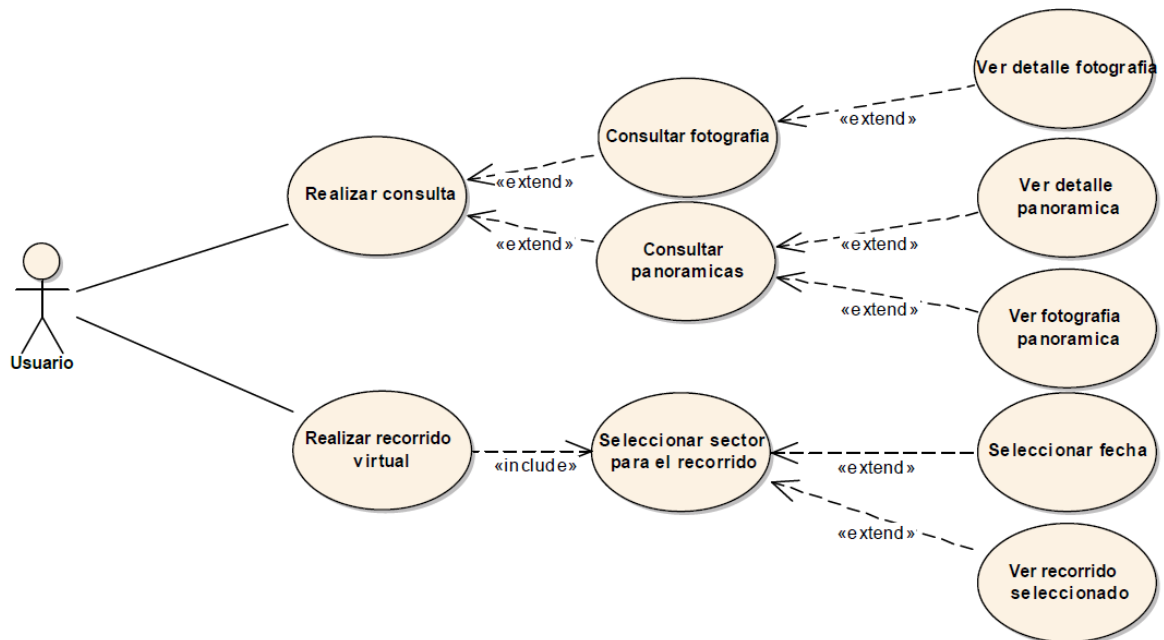 Ver detalle fotografia
«extend»
Consultar fotografia
Realizar consulta
«extend»
«extend»
Consultar
panoramicas
Ver detalle
panoramica
«extend»
«extend»
Ver fotografia
panoramica
Usuario
Realizar recorrido
virtual
«include»
Seleccionar sector
para el recorrido
«extend»
Seleccionar fecha
«extend»
Ver recorrido
seleccionado